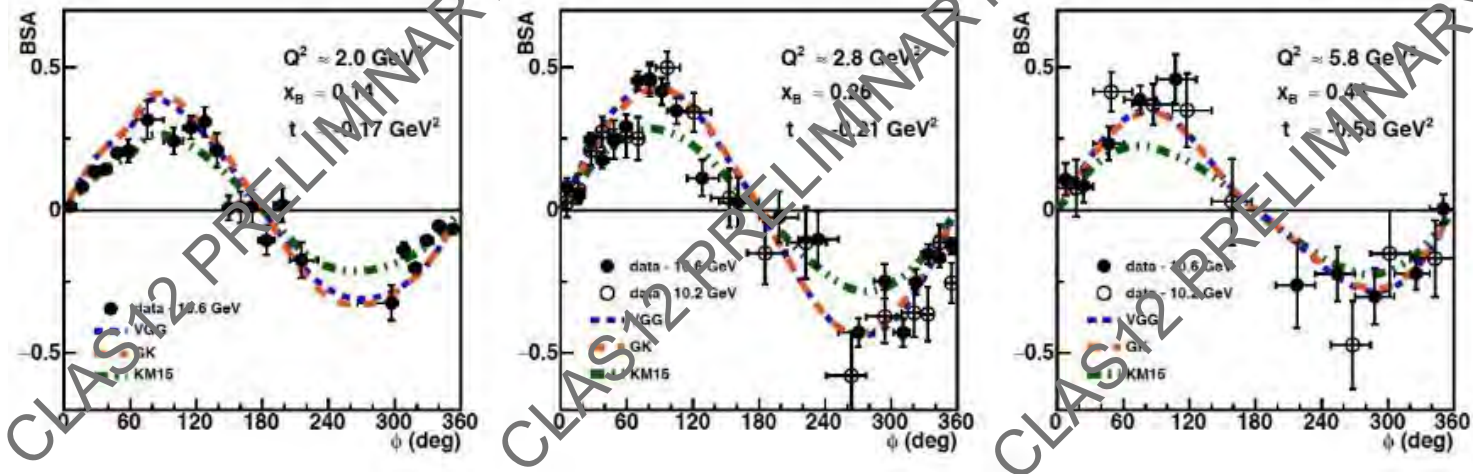 BSA
0.5
0
−0.5
Q² ≈ 2.0 GeV²
x_B ≈ 0.14
t ≈ -0.17 GeV²
data - 10.6 GeV
VGG
GK
KM15
0 60 120 180 240 300 360
ϕ (deg)
CLAS12 PRELIMINARY
BSA
0.5
0
−0.5
Q² ≈ 2.8 GeV²
x_B ≈ 0.26
t ≈ -0.21 GeV²
data - 10.6 GeV
data - 10.2 GeV
VGG
GK
KM15
0 60 120 180 240 300 360
ϕ (deg)
CLAS12 PRELIMINARY
BSA
0.5
0
−0.5
Q² ≈ 5.8 GeV²
x_B
data - 10.6 GeV
data - 10.2 GeV
VGG
GK
KM15
0 60 120 180 240 300 360
ϕ (deg)
CLAS12 PRELIMINARY